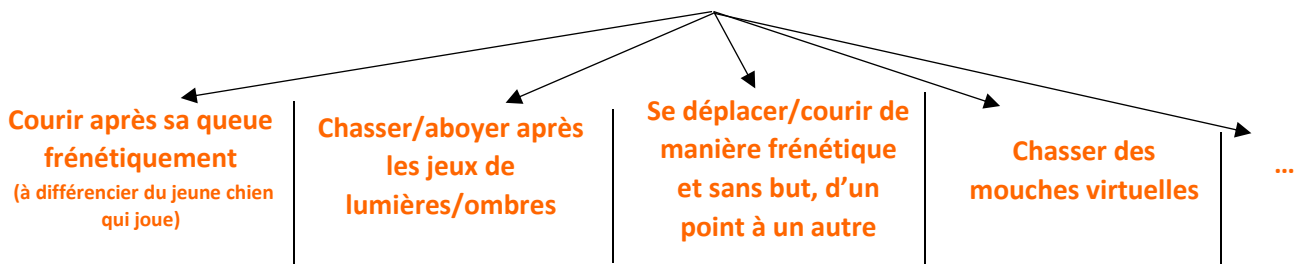 Courir après sa queue
frénétiquement
(à différencier du jeune chien
qui joue)
Chasser/aboyer après
les jeux de
lumières/ombres
Se déplacer/courir de
manière frénétique
et sans but, d’un
point à un autre
Chasser des
mouches virtuelles
…